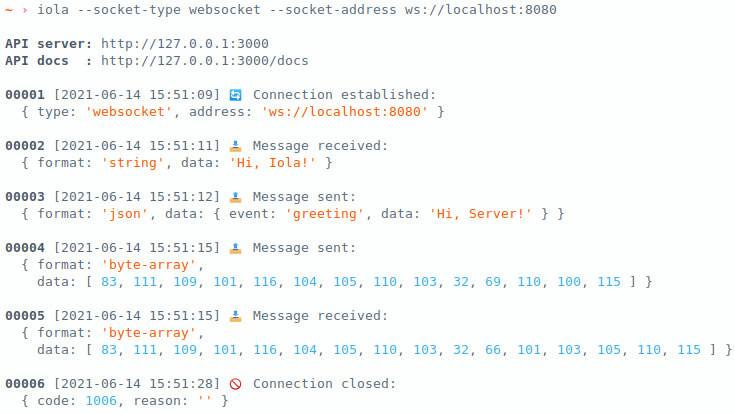 ~ › iola --socket-type websocket --socket-address ws://localhost:8080
API server: http://127.0.0.1:3000
API docs  : http://127.0.0.1:3000/docs
00001 [2021-06-14 15:51:09] 🔄 Connection established:
{ type: 'websocket', address: 'ws://localhost:8080' }
00002 [2021-06-14 15:51:11] 📥 Message received:
{ format: 'string', data: 'Hi, Iola!' }
00003 [2021-06-14 15:51:12] 📤 Message sent:
{ format: 'json', data: { event: 'greeting', data: 'Hi, Server!' } }
00004 [2021-06-14 15:51:15] 📤 Message sent:
{ format: 'byte-array',
data: [ 83, 111, 109, 101, 116, 104, 105, 110, 103, 32, 69, 110, 100, 115 ] }
00005 [2021-06-14 15:51:15] 📥 Message received:
{ format: 'byte-array',
data: [ 83, 111, 109, 101, 116, 104, 105, 110, 103, 32, 66, 101, 103, 105, 110, 115 ] }
00006 [2021-06-14 15:51:28] 🚫 Connection closed:
{ code: 1006, reason: '' }